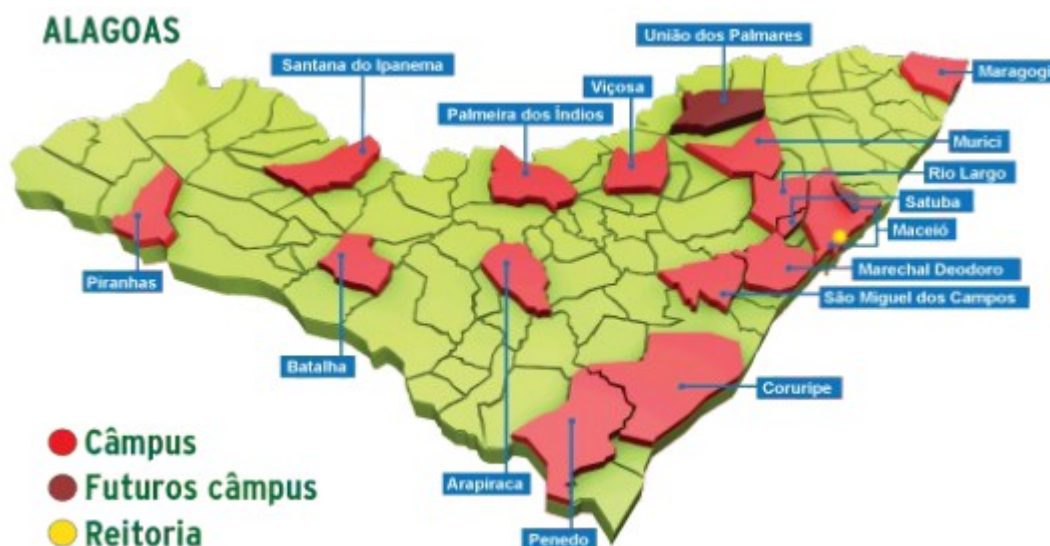 ALAGOAS
União dos Palmares
Santana do Ipanema
Viçosa
Maragogi
Palmeira dos Índios
Murici
Rio Largo
Satuba
Maceió
Piranhas
Marechal Deodoro
São Miguel dos Campos
Batalha
Coruripe
Câmpus
Futuros câmpus
Arapiraca
Reitoria
Penedo